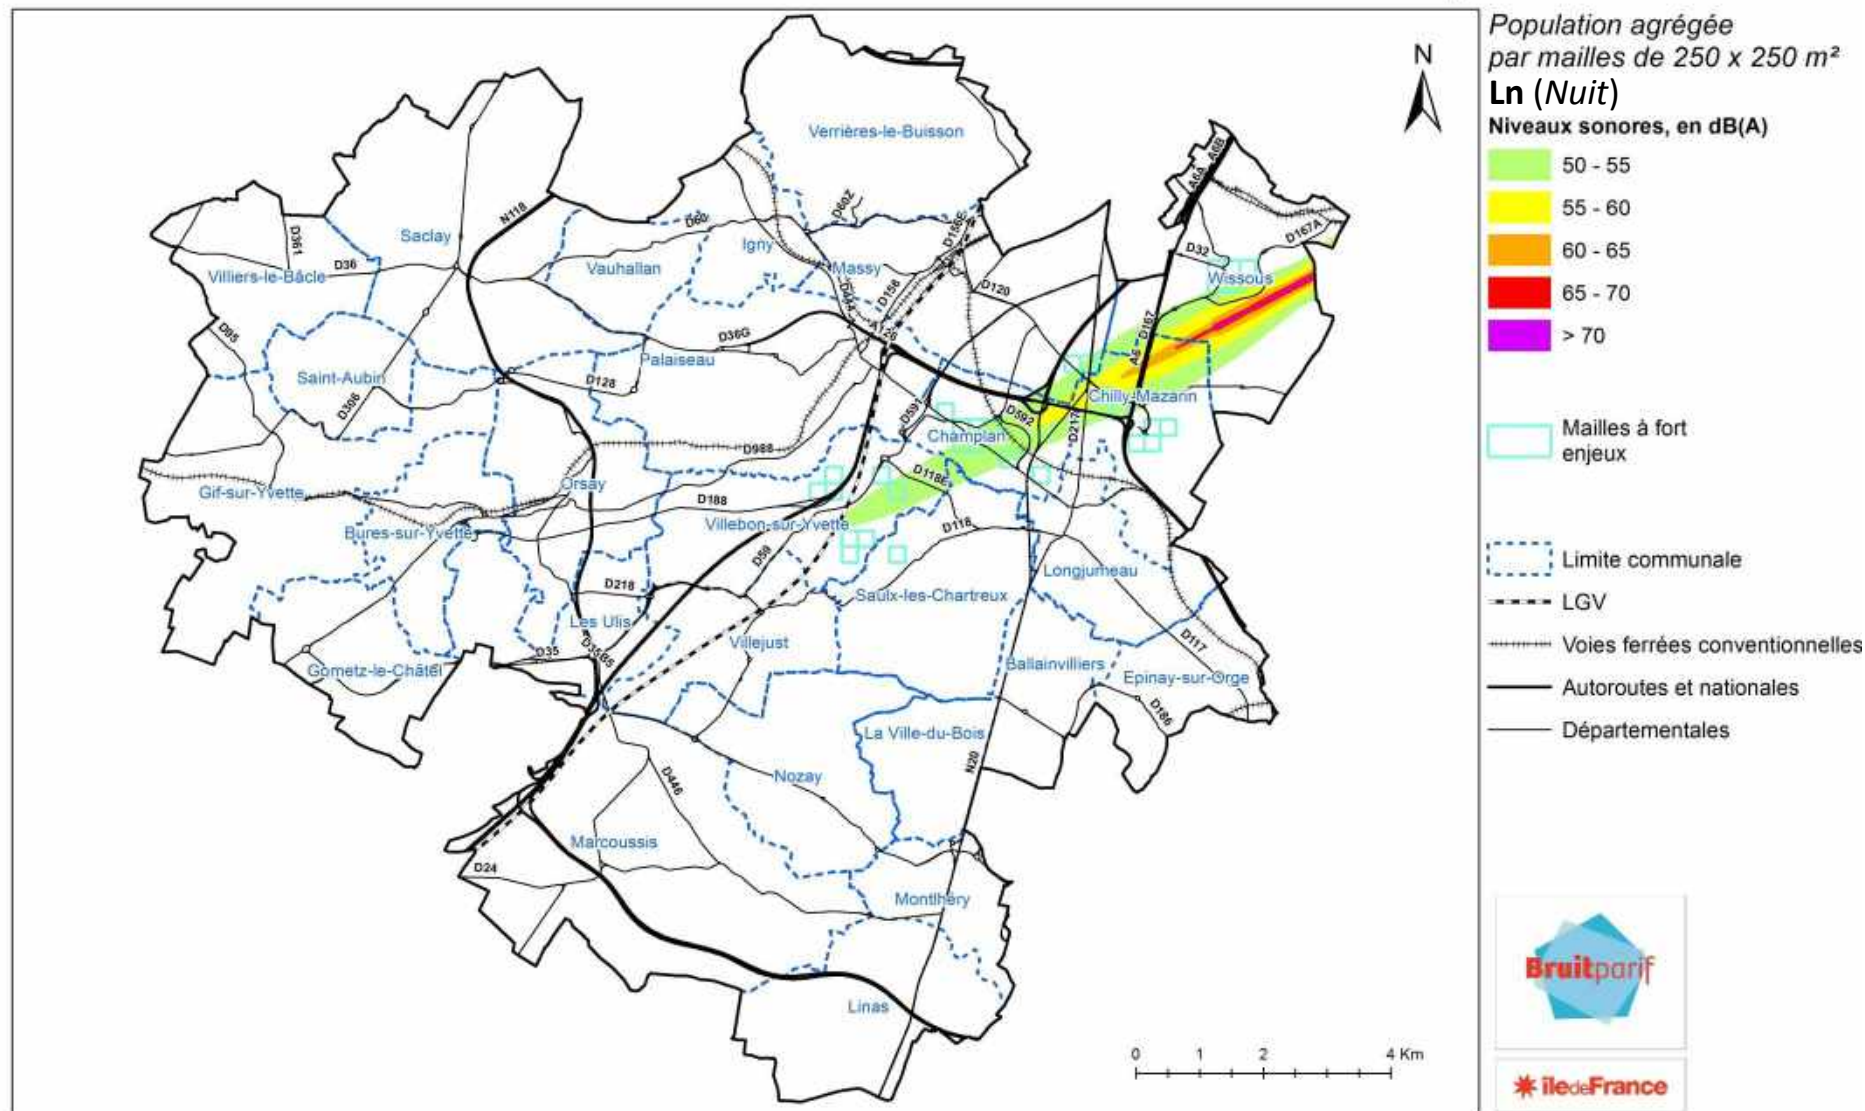 Population agrégée
par mailles de 250 x 250 m²
Ln (Nuit)
Niveaux sonores, en dB(A)
50 - 55
55 - 60
60 - 65
65 - 70
> 70
Mailles à fort
enjeux
Limite communale
LGV
Voies ferrées conventionnelles
Autoroutes et nationales
Départementales
Bruitparif
îledeFrance
N
Verrières-le-Buisson
A6B
A6A
D60Z
N118
D60
D156E
D167A
D361
Saclay
Igny
D32
D36
Vauhallan
Massy
Wissous
Villiers-le-Bâcle
D444
D158
D120
D95
D36G
A126
D167
A6
Palaiseau
Saint-Aubin
D128
D306
Chilly-Mazarin
D591
D592
D217
Champlan
D988
D118E
Orsay
Gif-sur-Yvette
D188
Villebon-sur-Yvette
D118
Bures-sur-Yvette
D59
Longjumeau
D218
Saulx-les-Chartreux
Les Ulis
Villejust
D117
D35
D35B5
Ballainvilliers
Gometz-le-Châtel
Epinay-sur-Orge
D186
La Ville-du-Bois
N20
Nozay
D446
Marcoussis
D24
Montlhéry
Linas
0 1 2 4 Km